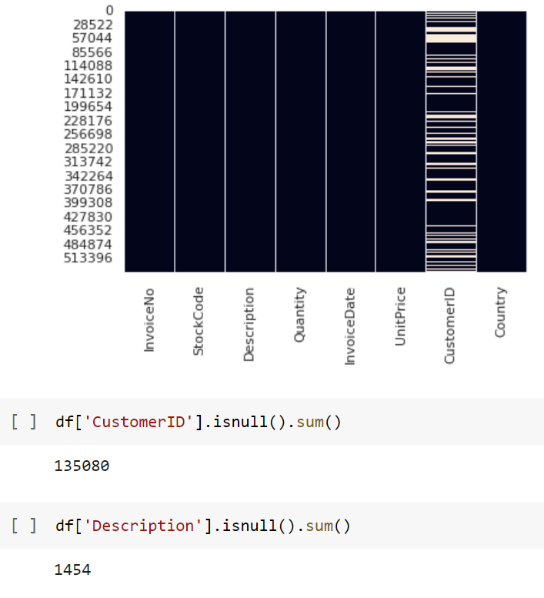 0
28522
57044
85566
114088
142610
171132
199654
228176
256698
285220
313742
342264
370786
399308
427830
456352
484874
513396
InvoiceNo
StockCode
Description
Quantity
InvoiceDate
UnitPrice
CustomerID
Country
[ ] df['CustomerID'].isnull().sum()
135080
[ ] df['Description'].isnull().sum()
1454